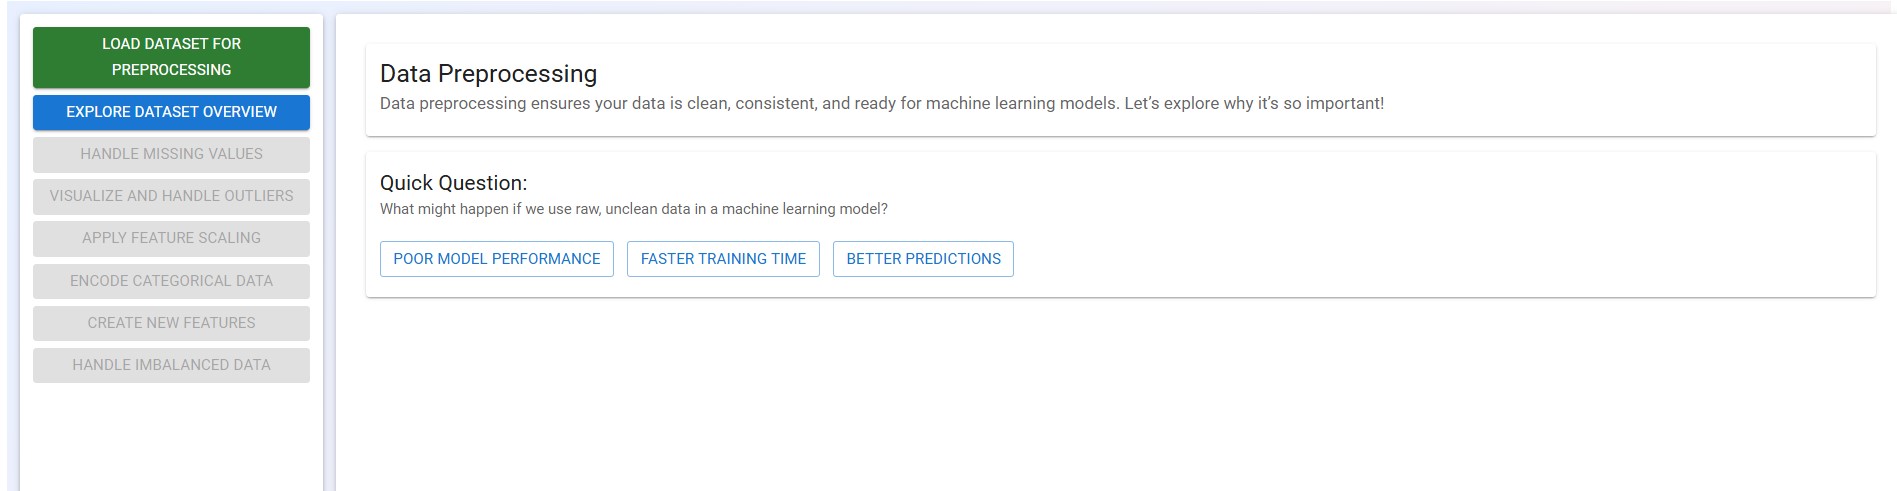 LOAD DATASET FOR
PREPROCESSING
EXPLORE DATASET OVERVIEW
HANDLE MISSING VALUES
VISUALIZE AND HANDLE OUTLIERS
APPLY FEATURE SCALING
ENCODE CATEGORICAL DATA
CREATE NEW FEATURES
HANDLE IMBALANCED DATA
Data Preprocessing
Data preprocessing ensures your data is clean, consistent, and ready for machine learning models. Let’s explore why it’s so important!
Quick Question:
What might happen if we use raw, unclean data in a machine learning model?
POOR MODEL PERFORMANCE
FASTER TRAINING TIME
BETTER PREDICTIONS